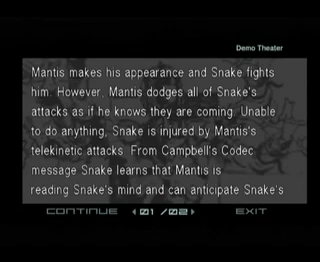 Demo Theater
Mantis makes his appearance and Snake fights
him. However, Mantis dodges all of Snake's
attacks as if he knows they are coming. Unable
to do anything, Snake is injured by Mantis's
telekinetic attacks. From Campbell's Codec
message Snake learns that Mantis is
reading Snake's mind and can anticipate Snake's
CONTINUE 01 /02 EXIT